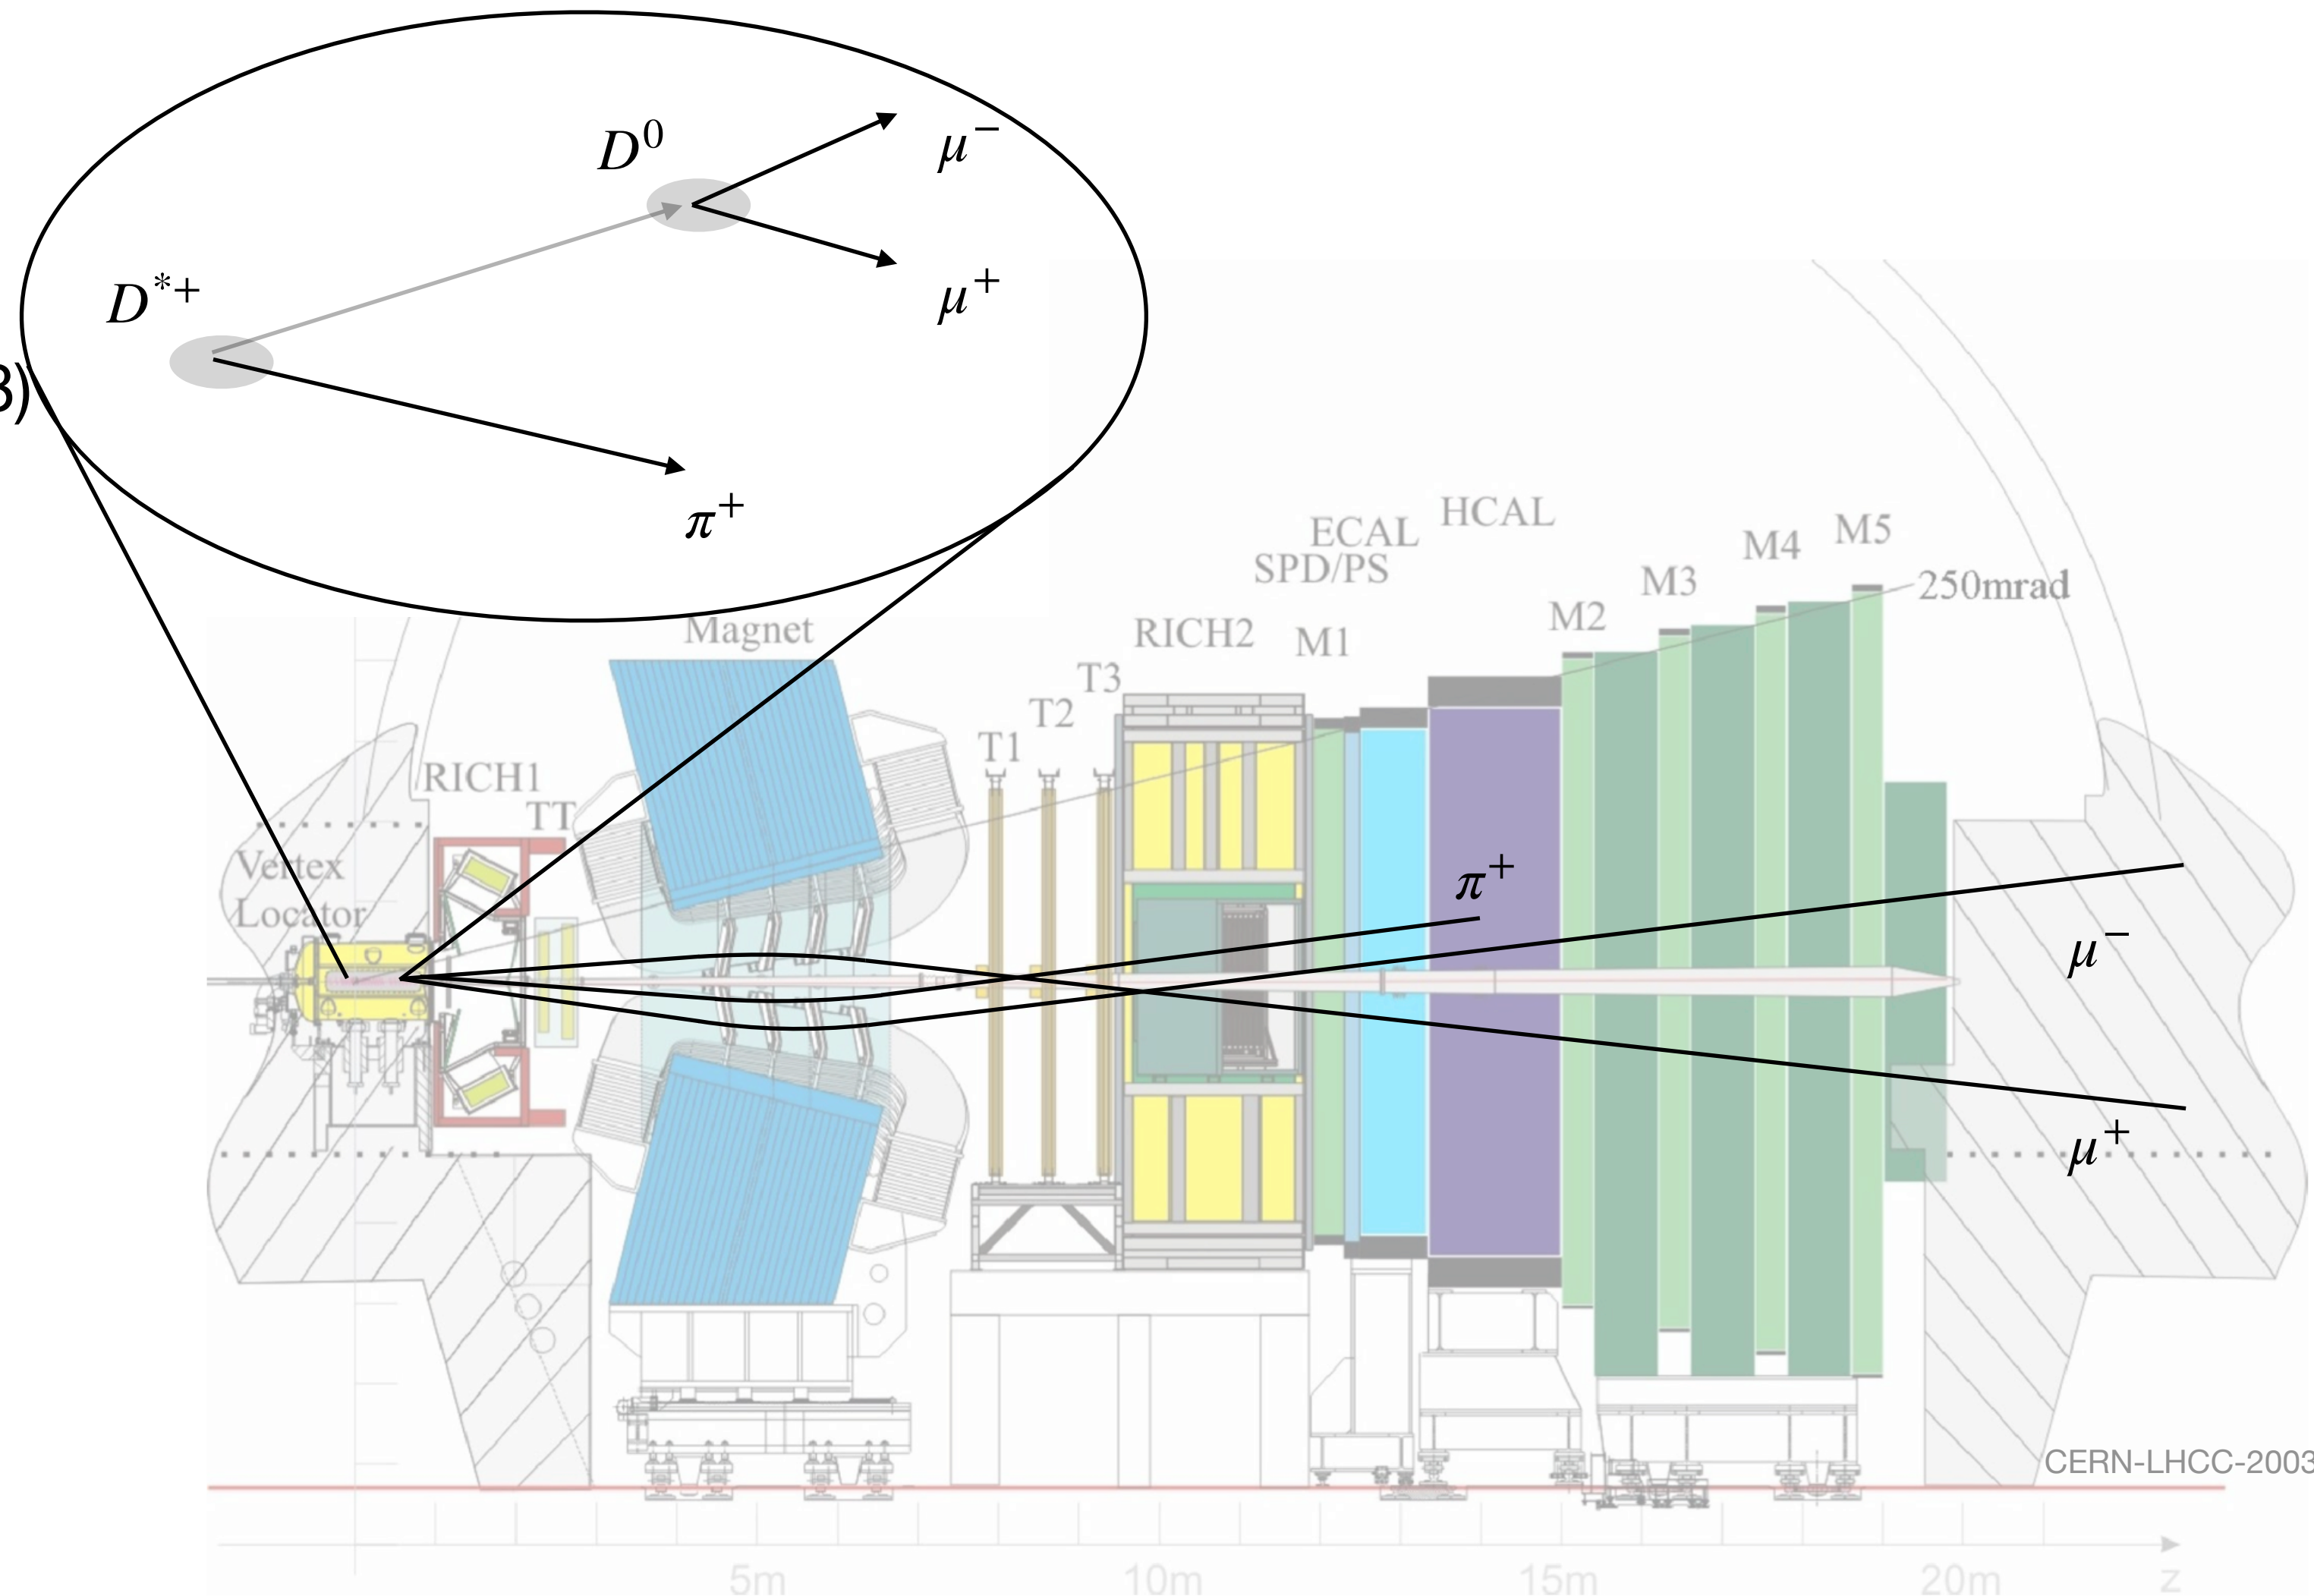 D⁰
μ⁻
D*⁺
μ⁺
3)
π⁺
HCAL
ECAL
SPD/PS
M5
M4
M3
250mrad
M2
Magnet
RICH2
M1
T3
T2
T1
RICH1
TT
Vertex
Locator
π⁺
μ⁻
μ⁺
CERN-LHCC-2003
5m
10m
15m
20m
z